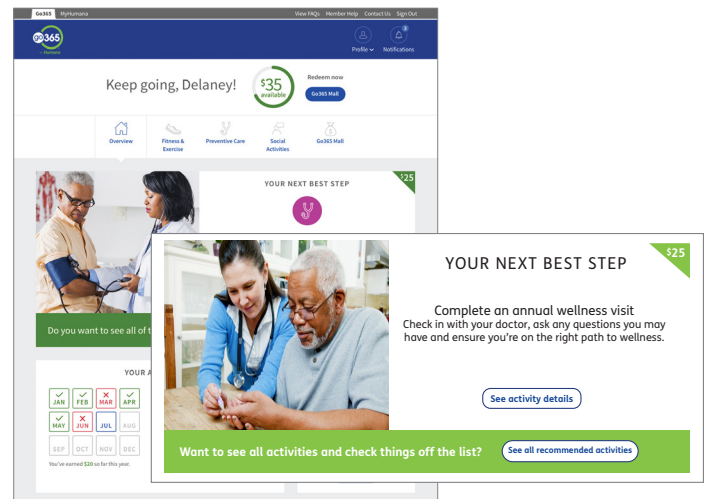 Go365 MyHumana View FAQs Member Help Contact Us Sign Out
go365
Humana
3
Profile Notifications
Keep going, Delaney!
$35
available
Redeem now
Go365 Mall
Overview
Fitness &
Exercise
Preventive Care
Social
Activities
Go365 Mall
YOUR NEXT BEST STEP
$25
Do you want to see all of t
YOUR A
JAN FEB MAR APR
MAY JUN JUL AUG
SEP OCT NOV DEC
You've earned $20 so far this year.
YOUR NEXT BEST STEP
$25
Complete an annual wellness visit
Check in with your doctor, ask any questions you may
have and ensure you're on the right path to wellness.
See activity details
Want to see all activities and check things off the list?
See all recommended activities